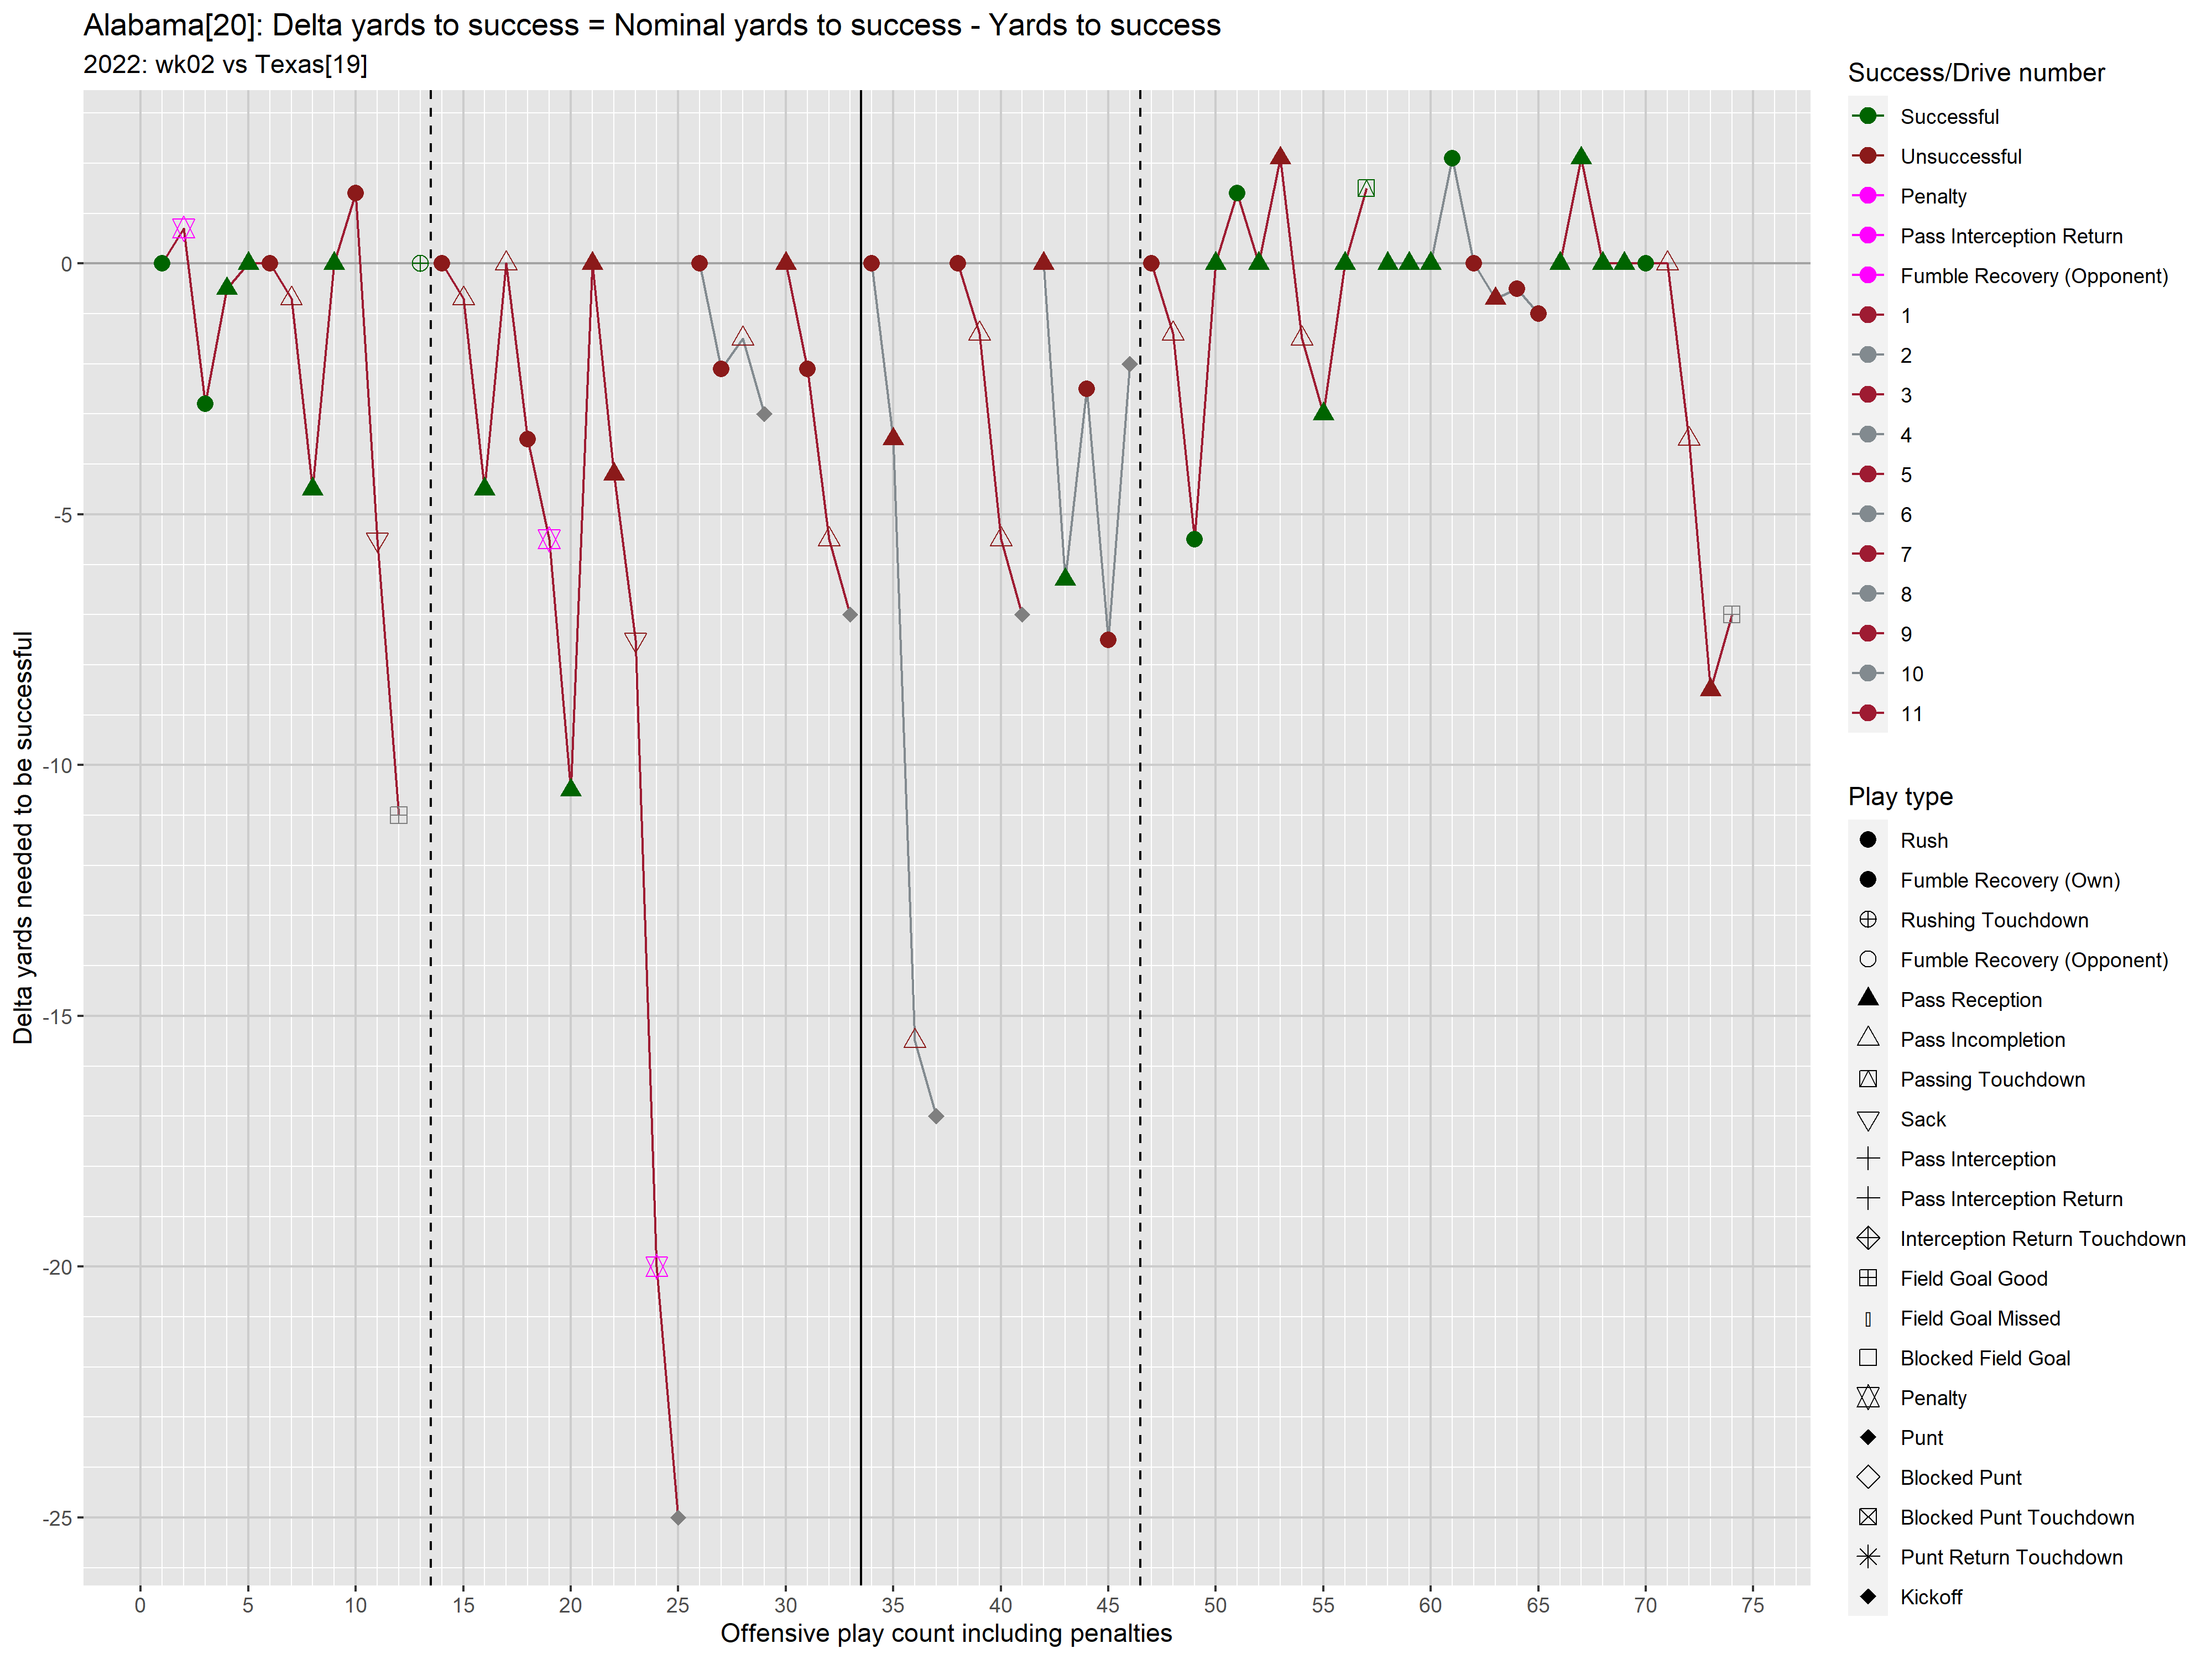 Alabama[20]: Delta yards to success = Nominal yards to success - Yards to success
2022: wk02 vs Texas[19]
Delta yards needed to be successful
0
-5
-10
-15
-20
-25
0 5 10 15 20 25 30 35 40 45 50 55 60 65 70 75
Offensive play count including penalties
Success/Drive number
Successful
Unsuccessful
Penalty
Pass Interception Return
Fumble Recovery (Opponent)
1
2
3
4
5
6
7
8
9
10
11
Play type
Rush
Fumble Recovery (Own)
Rushing Touchdown
Fumble Recovery (Opponent)
Pass Reception
Pass Incompletion
Passing Touchdown
Sack
Pass Interception
Pass Interception Return
Interception Return Touchdown
Field Goal Good
Field Goal Missed
Blocked Field Goal
Penalty
Punt
Blocked Punt
Blocked Punt Touchdown
Punt Return Touchdown
Kickoff